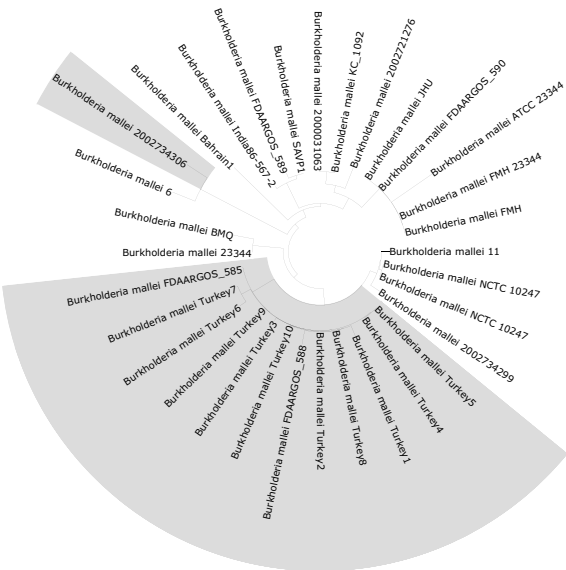 Burkholderia mallei 2002734306
Burkholderia mallei Bahrain1
Burkholderia mallei India86-567-2
Burkholderia mallei FDAARGOS_589
Burkholderia mallei SAVP1
Burkholderia mallei 2000031063
Burkholderia mallei KC_1092
Burkholderia mallei 2002721276
Burkholderia mallei JHU
Burkholderia mallei FDAARGOS_590
Burkholderia mallei ATCC 23344
Burkholderia mallei FMH 23344
Burkholderia mallei FMH
Burkholderia mallei 11
Burkholderia mallei NCTC 10247
Burkholderia mallei NCTC 10247
Burkholderia mallei 2002734299
Burkholderia mallei Turkey5
Burkholderia mallei Turkey4
Burkholderia mallei Turkey1
Burkholderia mallei Turkey8
Burkholderia mallei Turkey2
Burkholderia mallei FDAARGOS_588
Burkholderia mallei Turkey10
Burkholderia mallei Turkey3
Burkholderia mallei Turkey9
Burkholderia mallei Turkey6
Burkholderia mallei Turkey7
Burkholderia mallei FDAARGOS_585
Burkholderia mallei 23344
Burkholderia mallei BMQ
Burkholderia mallei 6